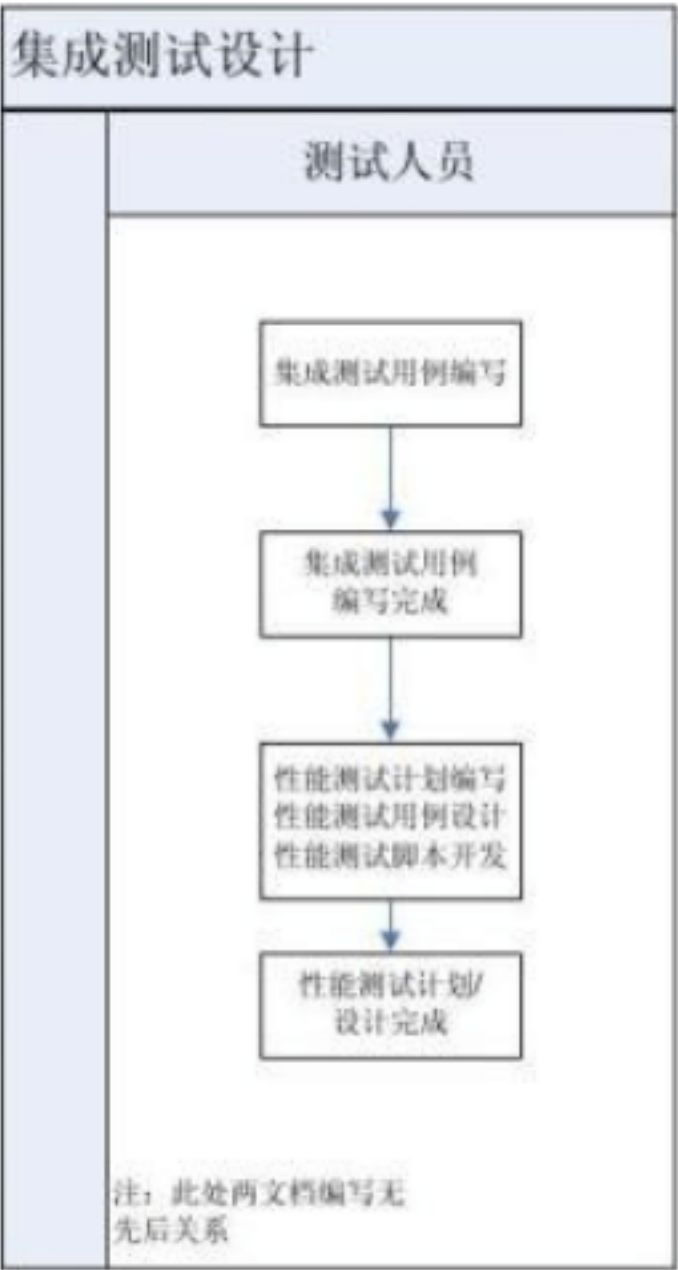 集成测试设计
测试人员
集成测试用例编写
集成测试用例
编写完成
性能测试计划编写
性能测试用例设计
性能测试脚本开发
性能测试计划/
设计完成
注：此处两文档编写无
先后关系